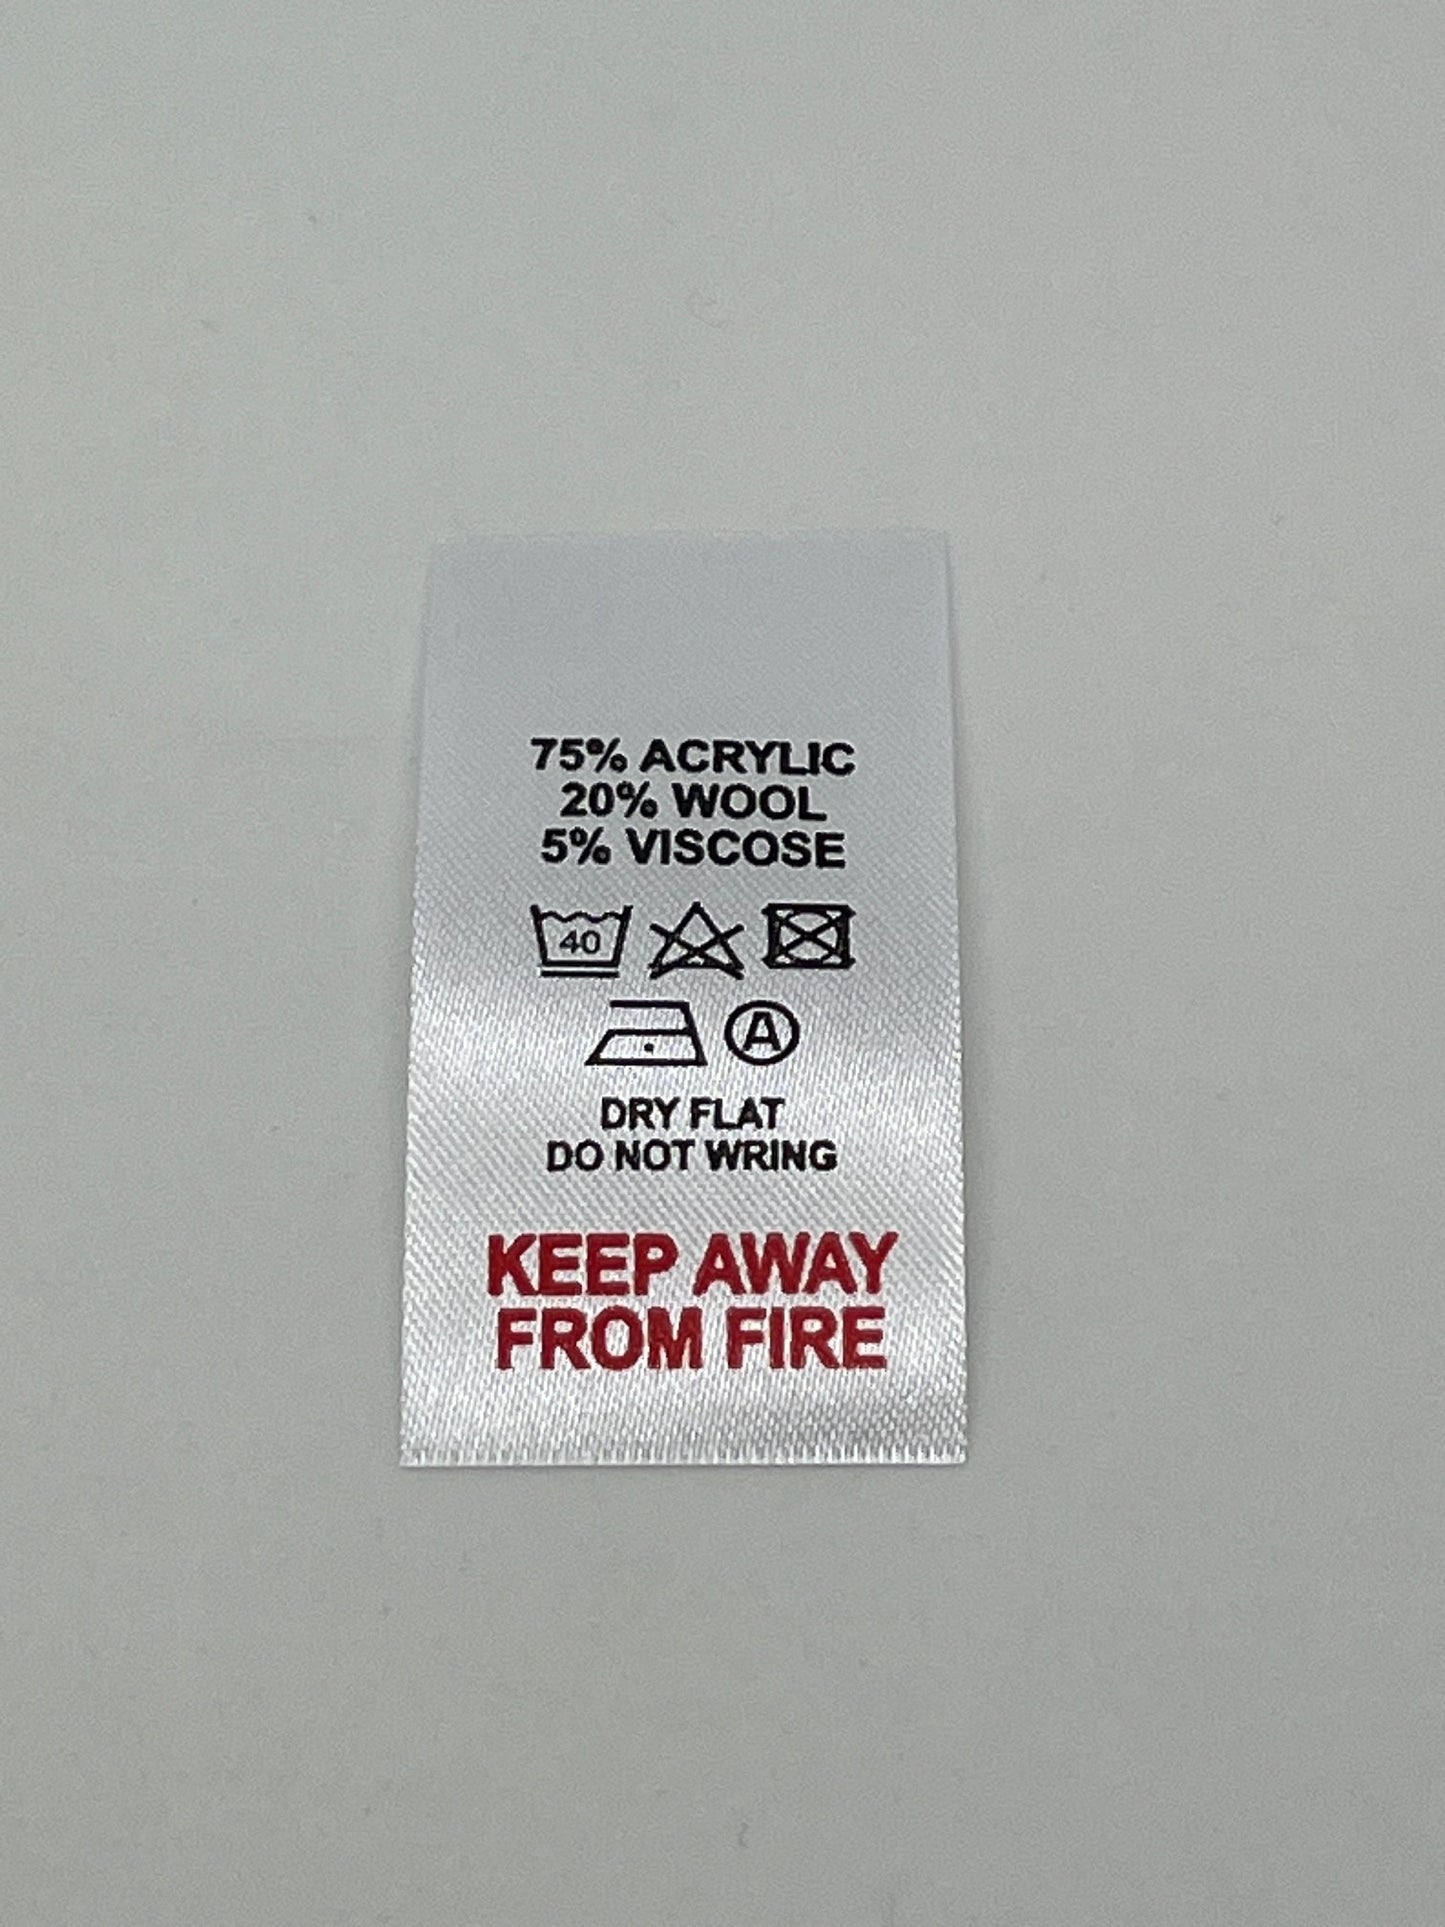 75% ACRYLIC
20% WOOL
5% VISCOSE
40
A
DRY FLAT
DO NOT WRING
KEEP AWAY
FROM FIRE